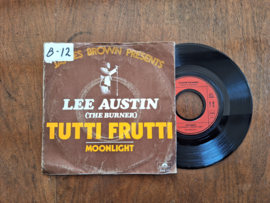 JAMES BROWN PRESENTS
B-12
LEE AUSTIN
(THE BURNER)
TUTTI FRUTTI
MOONLIGHT